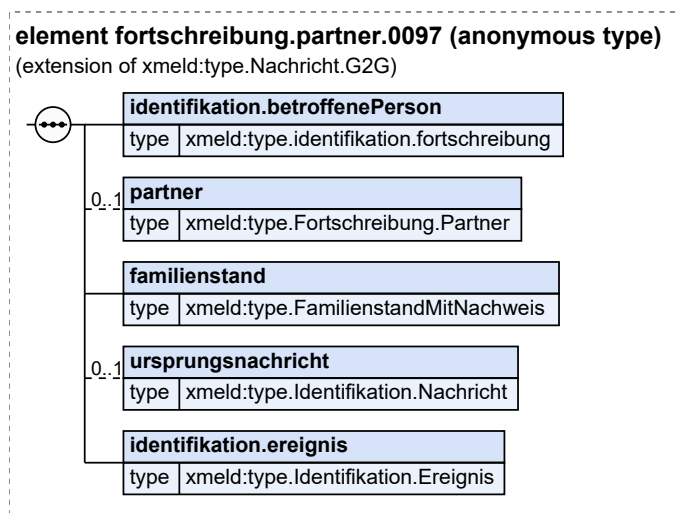 element fortschreibung.partner.0097 (anonymous type)
(extension of xmeld:type.Nachricht.G2G)
identifikation.betroffenePerson
type xmeld:type.identifikation.fortschreibung
0..1 partner
type xmeld:type.Fortschreibung.Partner
familienstand
type xmeld:type.FamilienstandMitNachweis
0..1 ursprungsnachricht
type xmeld:type.Identifikation.Nachricht
identifikation.ereignis
type xmeld:type.Identifikation.Ereignis